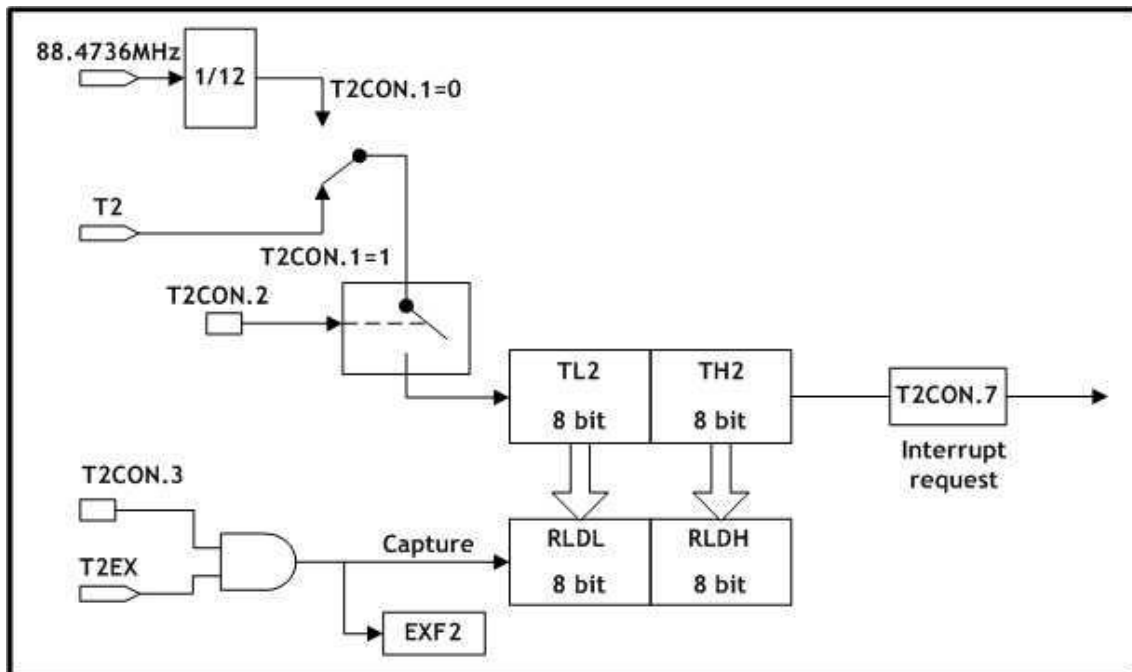 88.4736MHz
1/12
T2CON.1=0
T2
T2CON.1=1
T2CON.2
TL2
8 bit
TH2
8 bit
T2CON.7
Interrupt
request
T2CON.3
T2EX
Capture
RLDL
8 bit
RLDH
8 bit
EXF2